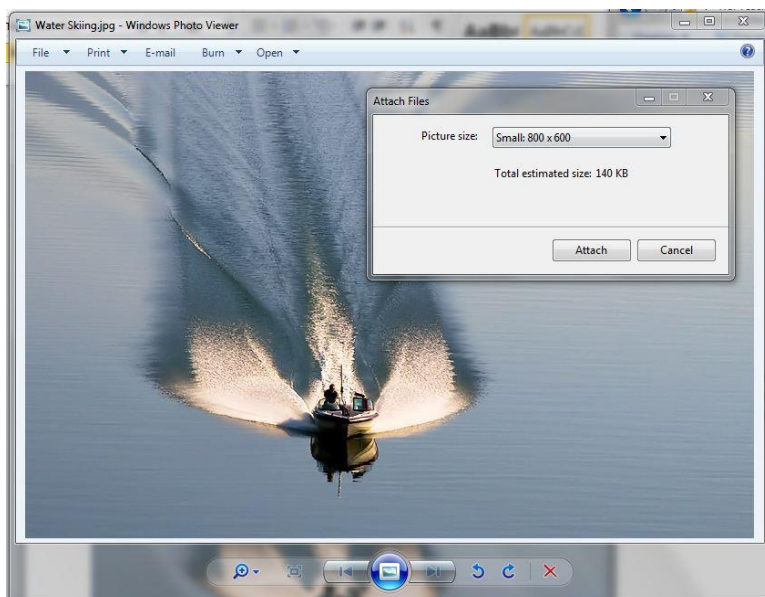 Water Skiing.jpg - Windows Photo Viewer
File Print E-mail Burn Open
Attach Files
Picture size: Small: 800 x 600
Total estimated size: 140 KB
Attach Cancel